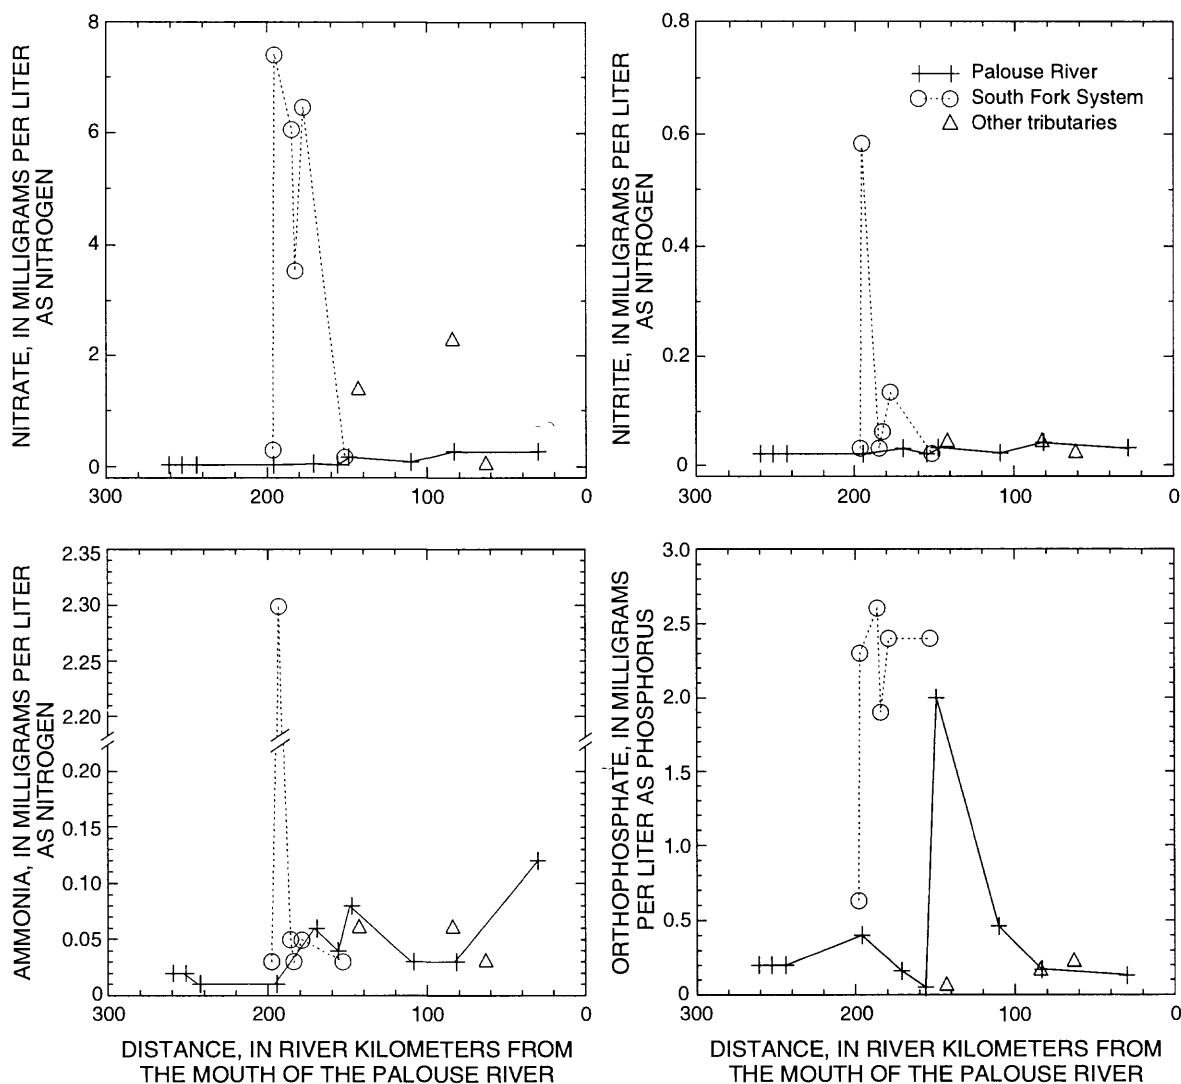 NITRATE, IN MILLIGRAMS PER LITER
AS NITROGEN
8
6
4
2
0
300
200
100
0
NITRITE, IN MILLIGRAMS PER LITER
AS NITROGEN
0.8
0.6
0.4
0.2
0
300
200
100
0
Palouse River
South Fork System
Other tributaries
AMMONIA, IN MILLIGRAMS PER LITER
AS NITROGEN
2.35
2.30
2.25
2.20
0.20
0.15
0.10
0.05
0
300
200
100
0
DISTANCE, IN RIVER KILOMETERS FROM
THE MOUTH OF THE PALOUSE RIVER
ORTHOPHOSPHATE, IN MILLIGRAMS
PER LITER AS PHOSPHORUS
3.0
2.5
2.0
1.5
1.0
0.5
0
300
200
100
0
DISTANCE, IN RIVER KILOMETERS FROM
THE MOUTH OF THE PALOUSE RIVER